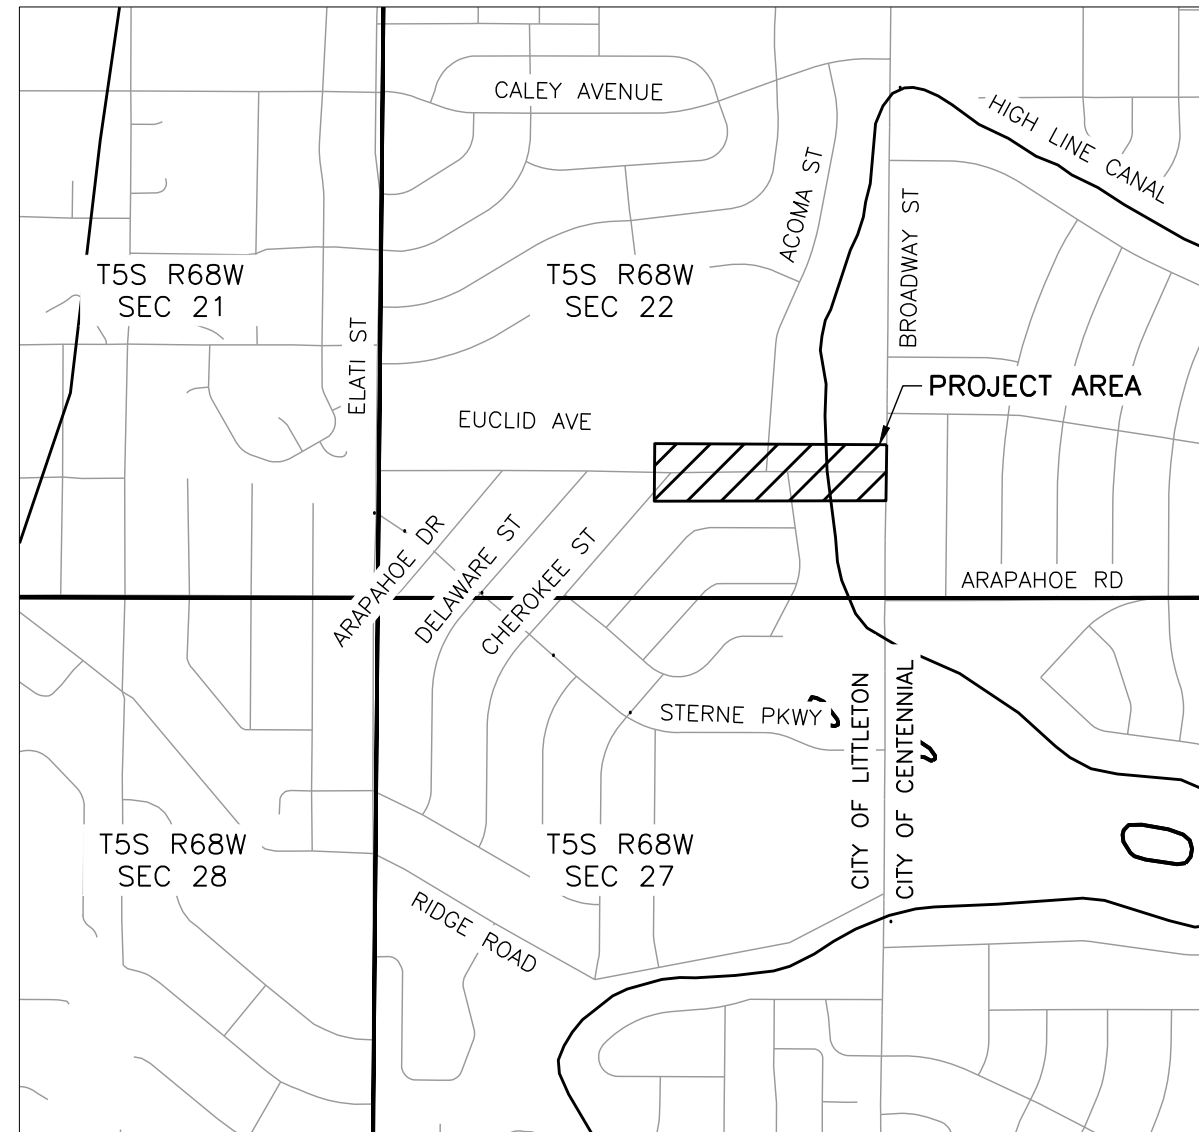 CALEY AVENUE
HIGH LINE CANAL
ACOMA ST
BROADWAY ST
T5S R68W
SEC 21
T5S R68W
SEC 22
ELATI ST
PROJECT AREA
EUCLID AVE
ARAPAHOE DR
DELAWARE ST
CHEROKEE ST
ARAPAHOE RD
STERNE PKWY
CITY OF LITTLETON
CITY OF CENTENNIAL
T5S R68W
SEC 28
T5S R68W
SEC 27
RIDGE ROAD